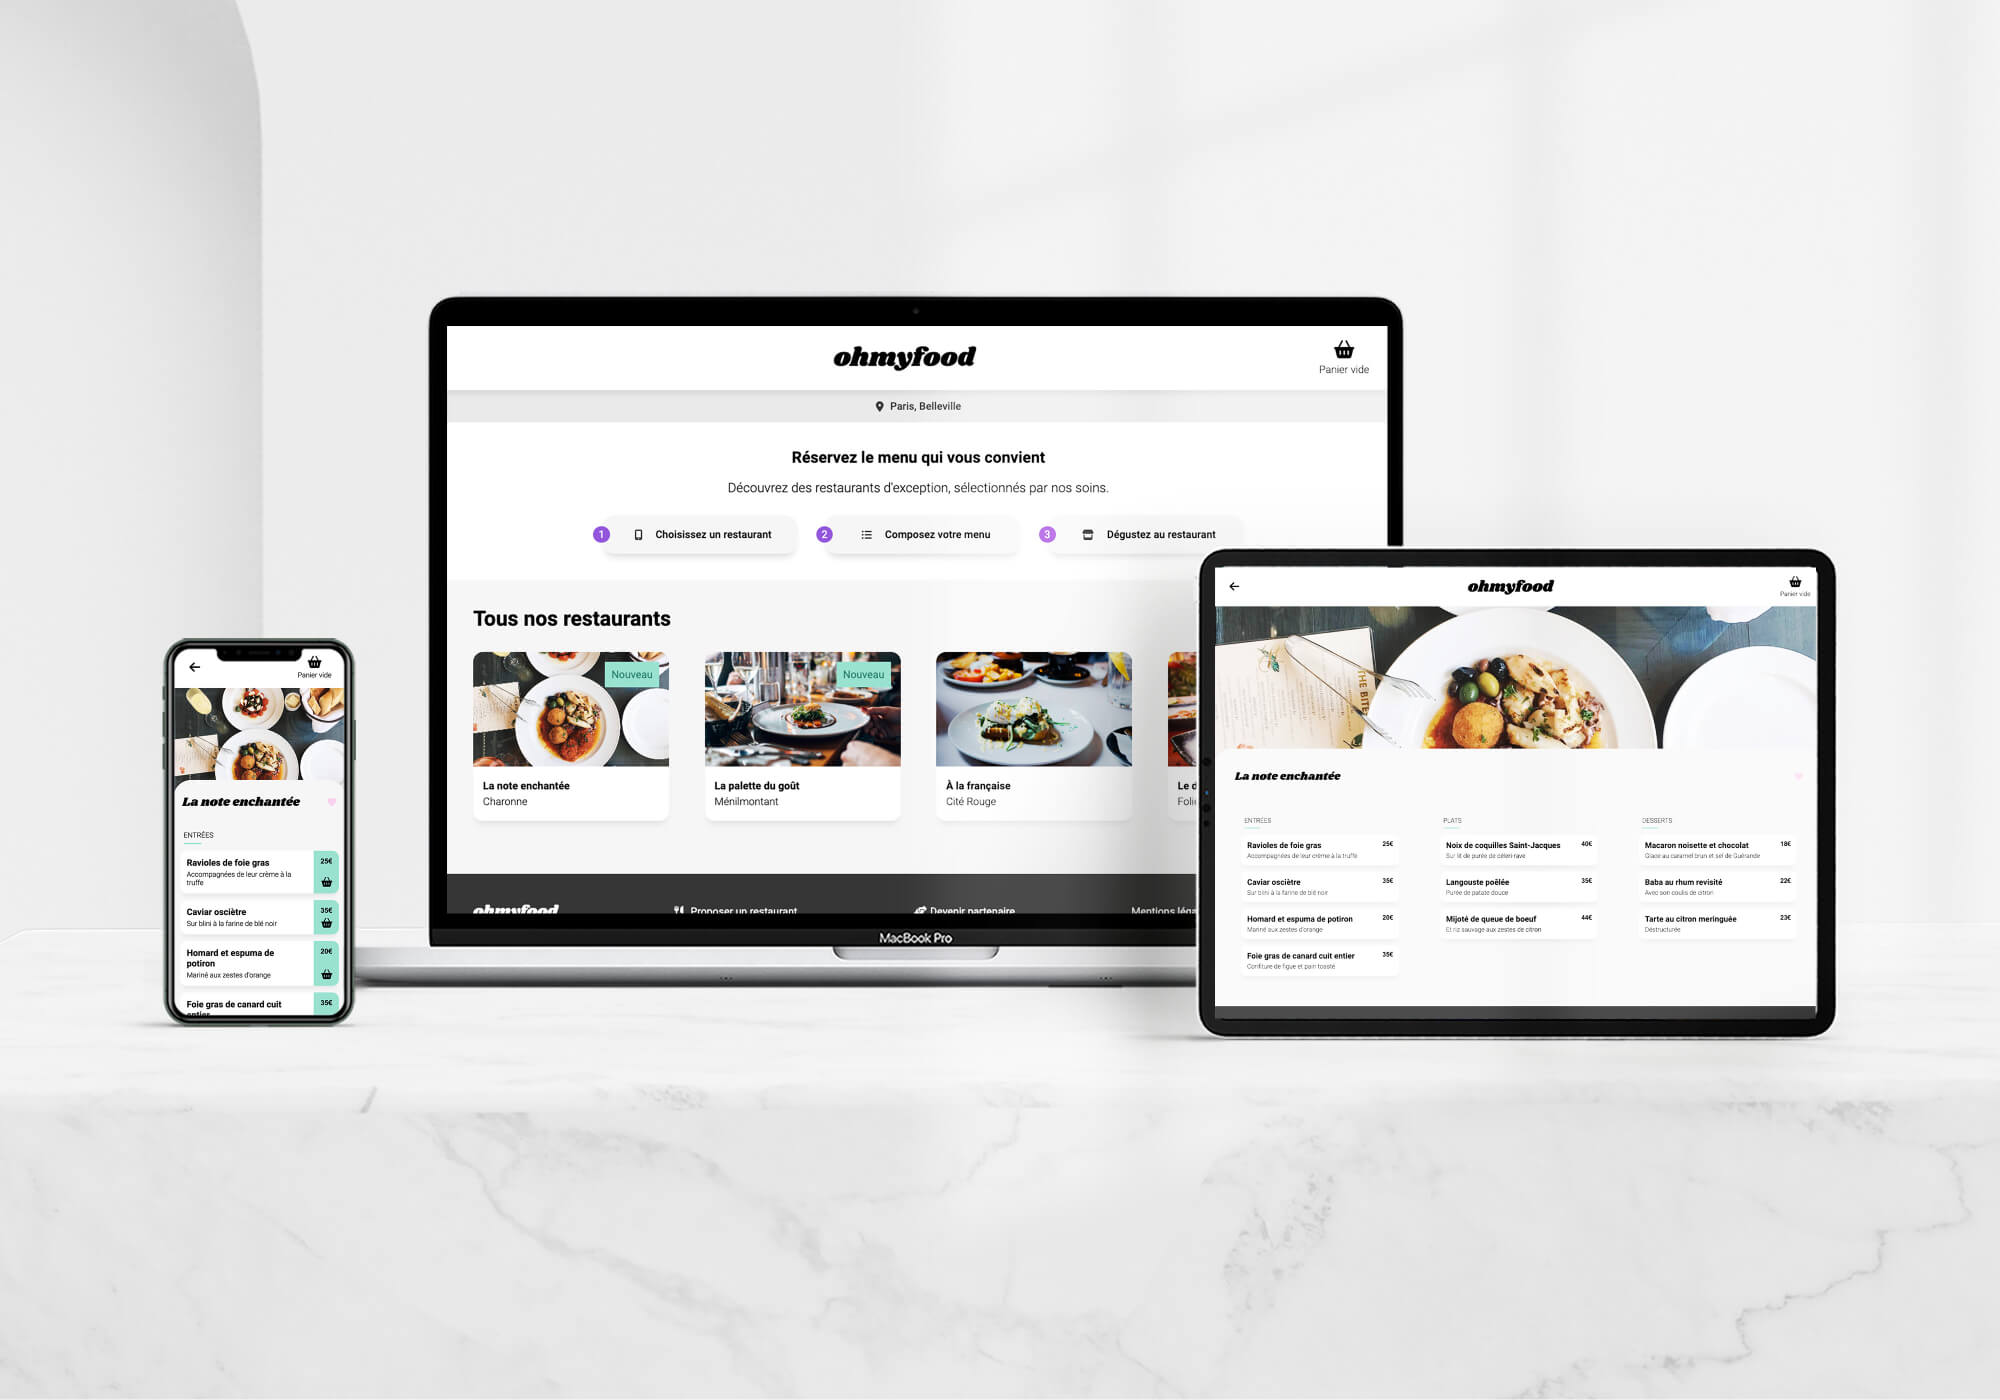 ohmyfood
Panier vide
Paris, Belleville
Réservez le menu qui vous convient
Découvrez des restaurants d'exception, sélectionnés par nos soins.
1 Choisissez un restaurant
2 Composez votre menu
3 Dégustez au restaurant
Tous nos restaurants
Nouveau
La note enchantée
Charonne
Nouveau
La palette du goût
Ménilmontant
À la française
Cité Rouge
Le d
Foli
ohmyfood
Proposer un restaurant
Devenir partenaire
Mentions léga
MacBook Pro
Panier vide
La note enchantée
ENTRÉES
Ravioles de foie gras 25€
Accompagnées de leur crème à la
truffe
Caviar osciètre 35€
Sur blini à la farine de blé noir
Homard et espuma de 20€
potiron
Mariné aux zestes d'orange
Foie gras de canard cuit 35€
entier
ohmyfood
Panier vide
THE BITE
La note enchantée
ENTRÉES
Ravioles de foie gras 25€
Accompagnées de leur crème à la truffe
Caviar osciètre 35€
Sur blini à la farine de blé noir
Homard et espuma de potiron 20€
Mariné aux zestes d'orange
Foie gras de canard cuit entier 35€
Confiture de figue et pain toasté
PLATS
Noix de coquilles Saint-Jacques 40€
Sur lit de purée de céleri-rave
Langouste poêlée 35€
Purée de patate douce
Mijoté de queue de boeuf 44€
Et riz sauvage aux zestes de citron
DESSERTS
Macaron noisette et chocolat 18€
Glace au caramel brun et sel de Guérande
Baba au rhum revisité 22€
Avec son coulis de citron
Tarte au citron meringuée 23€
Déstructurée